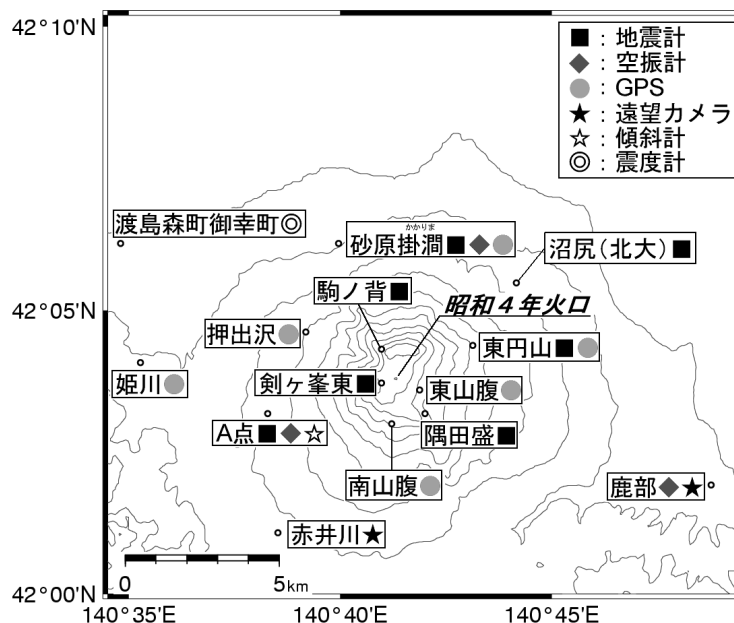 42°10'N
■：地震計
◆：空振計
●：GPS
★：遠望カメラ
☆：傾斜計
◎：震度計
渡島森町御幸町◎
かかりま
砂原掛澗■◆●
沼尻(北大)■
42°05'N
駒ノ背■
昭和４年火口
押出沢●
東円山■●
姫川●
剣ヶ峯東■
東山腹●
A点■◆☆
隅田盛■
南山腹●
鹿部◆★
赤井川★
0 5km
42°00'N
140°35'E 140°40'E 140°45'E